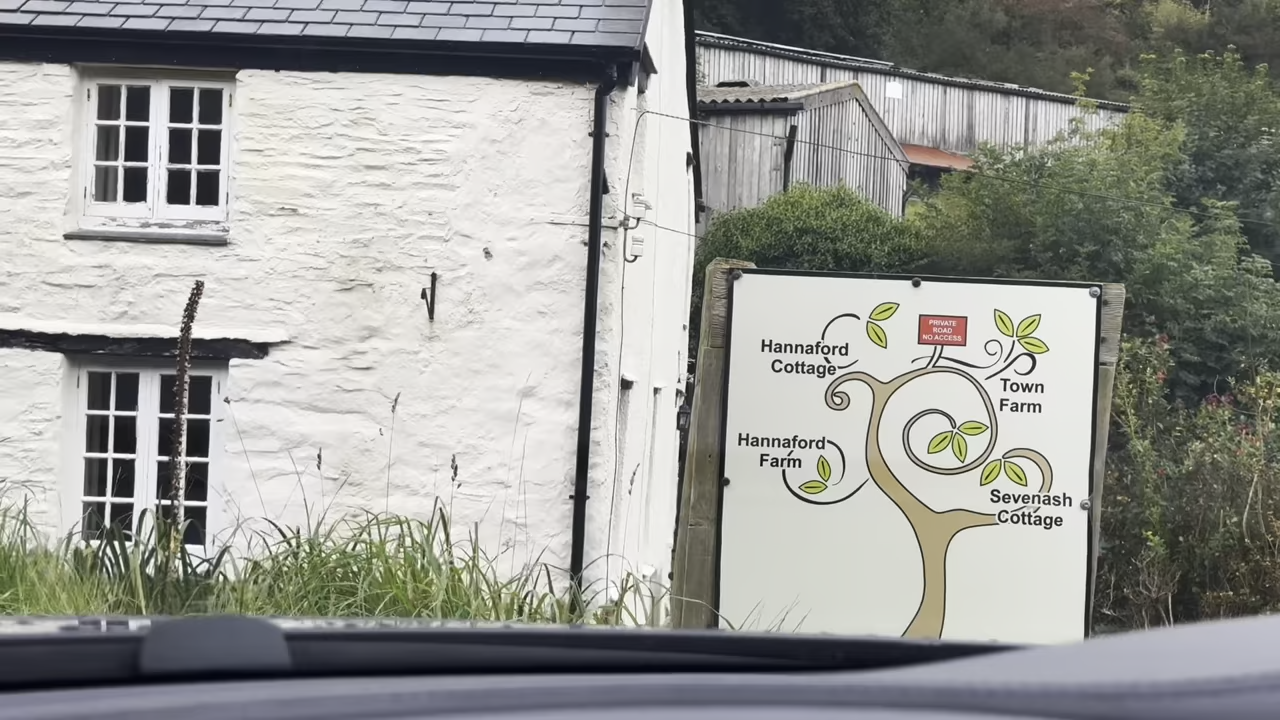 PRIVATE
ROAD
NO ACCESS
Hannaford
Cottage
Town
Farm
Hannaford
Farm
Sevenash
Cottage